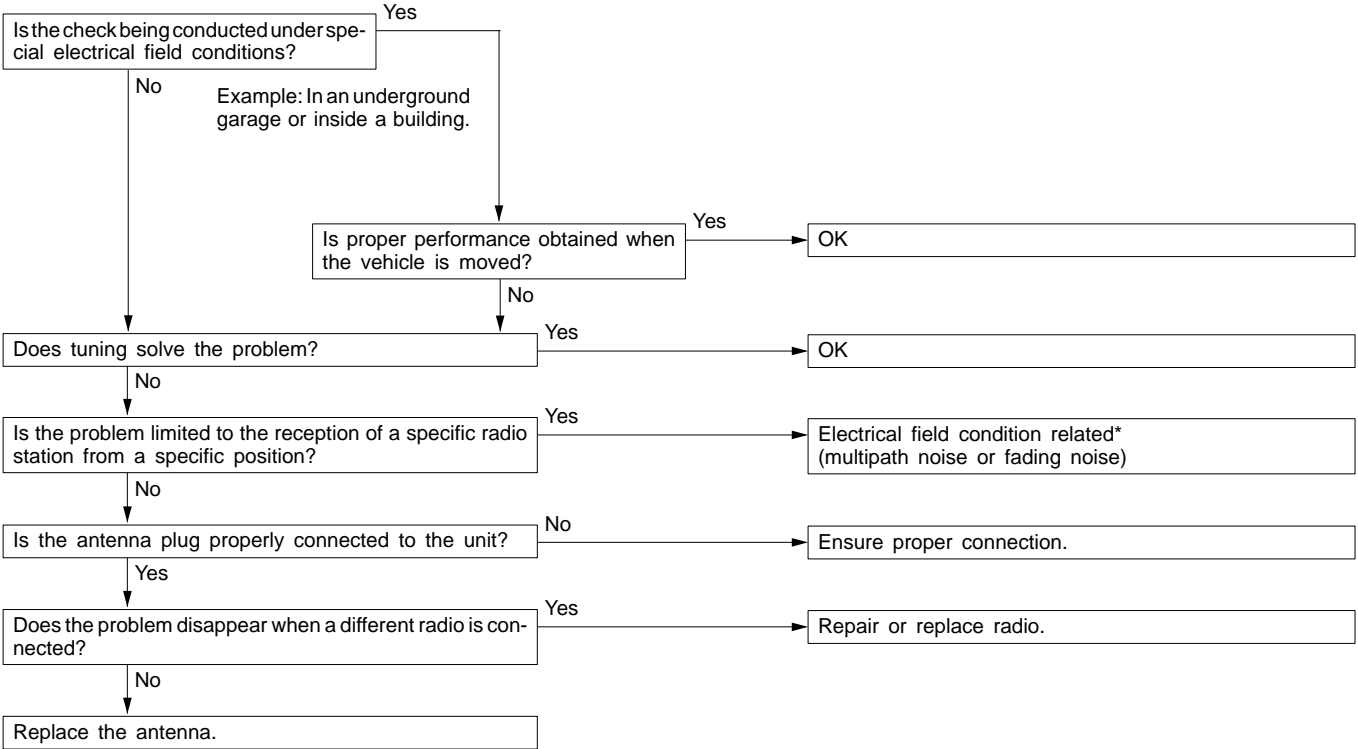 Yes
Is the check being conducted under spe-
cial electrical field conditions?
No
Example: In an underground
garage or inside a building.
Is proper performance obtained when
the vehicle is moved?
Yes
OK
No
Does tuning solve the problem?
Yes
OK
No
Is the problem limited to the reception of a specific radio
station from a specific position?
Yes
Electrical field condition related*
(multipath noise or fading noise)
No
Is the antenna plug properly connected to the unit?
No
Ensure proper connection.
Yes
Does the problem disappear when a different radio is con-
nected?
Yes
Repair or replace radio.
No
Replace the antenna.